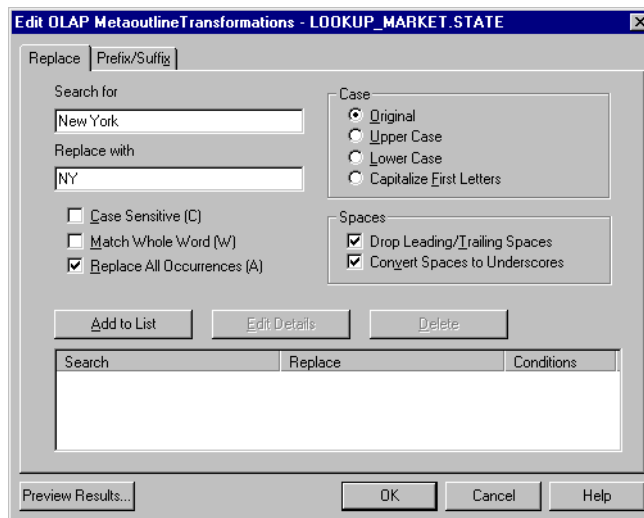 Edit OLAP MetaoutlineTransformations - LOOKUP_MARKET.STATE
Replace Prefix/Suffix
Search for
New York
Replace with
NY
Case Sensitive (C)
Match Whole Word (W)
Replace All Occurrences (A)
Case
Original
Upper Case
Lower Case
Capitalize First Letters
Spaces
Drop Leading/Trailing Spaces
Convert Spaces to Underscores
Add to List Edit Details Delete
Search Replace Conditions
Preview Results... OK Cancel Help